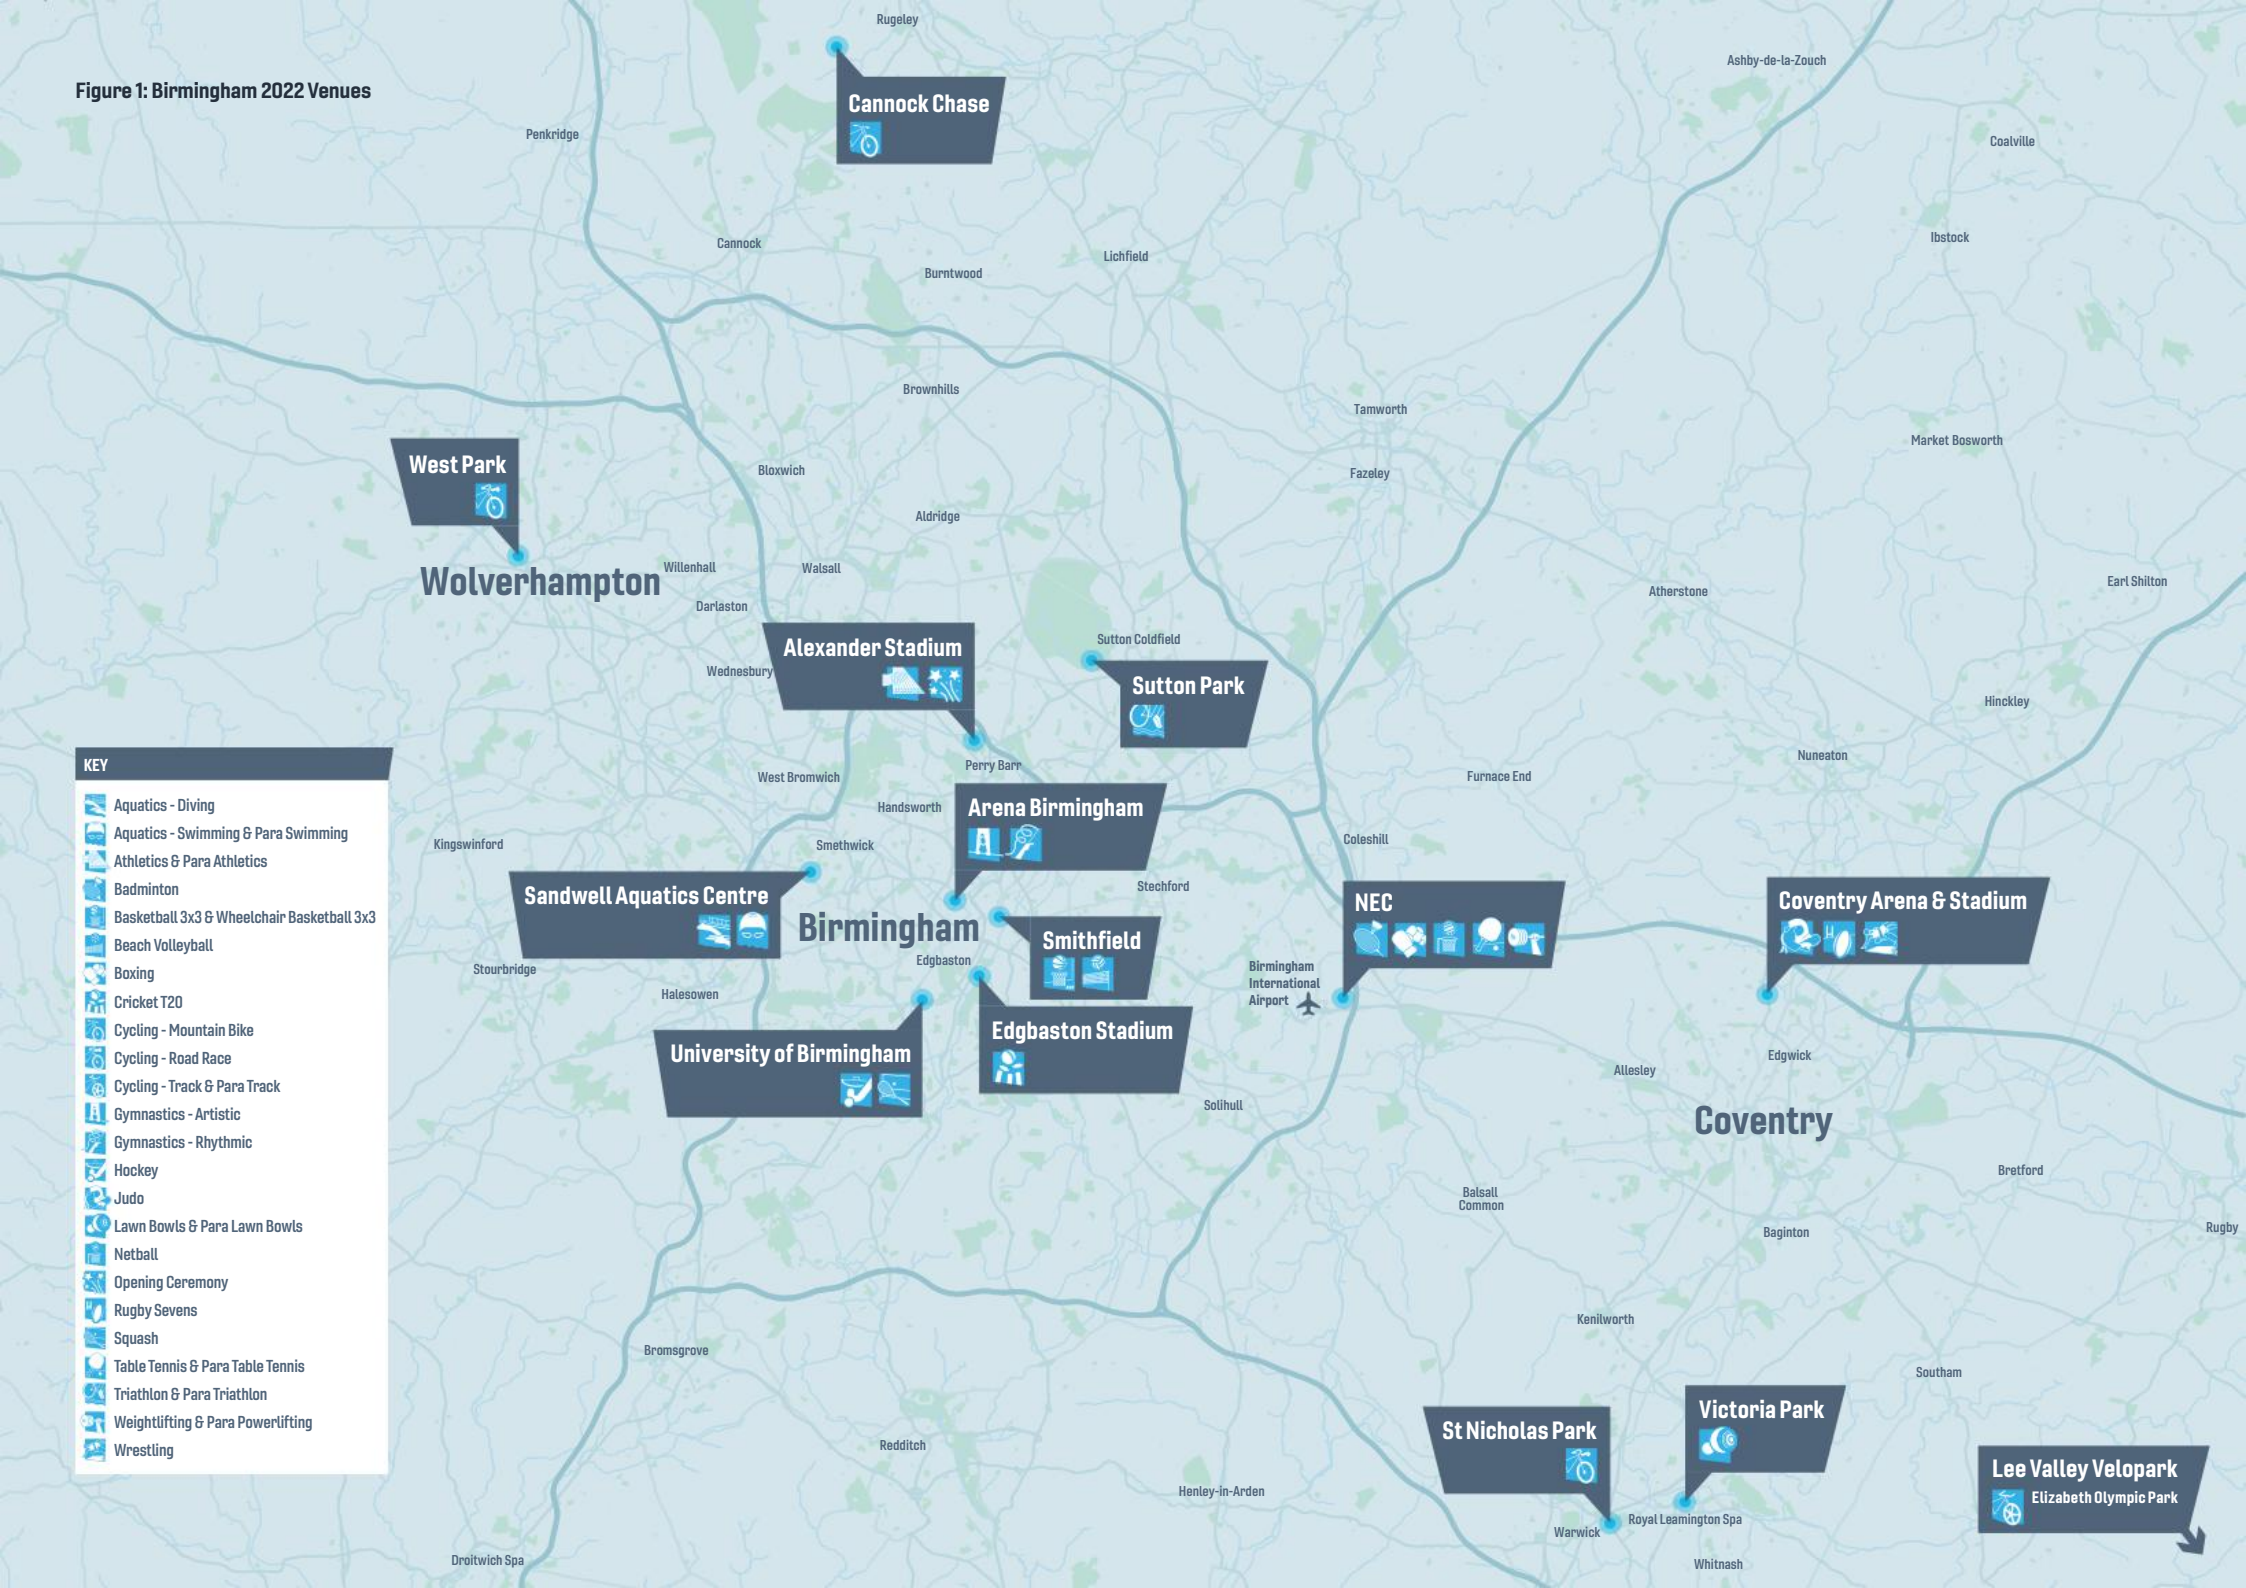 Figure 1: Birmingham 2022 Venues
Rugeley
Ashby-de-la-Zouch
Cannock Chase
Penkridge
Coalville
Cannock
Ibstock
Lichfield
Burntwood
Brownhills
Tamworth
Market Bosworth
West Park
Bloxwich
Fazeley
Aldridge
Wolverhampton
Willenhall
Walsall
Earl Shilton
Atherstone
Darlaston
Alexander Stadium
Sutton Coldfield
Wednesbury
Sutton Park
Hinckley
Nuneaton
Perry Barr
West Bromwich
Furnace End
Handsworth
Arena Birmingham
Kingswinford
Smethwick
Coleshill
Stechford
Sandwell Aquatics Centre
NEC
Coventry Arena & Stadium
Birmingham
Smithfield
Edgbaston
Stourbridge
Halesowen
Birmingham
International
Airport
Edgbaston Stadium
University of Birmingham
Edgwick
Allesley
Solihull
Coventry
Bretford
Balsall
Common
Baginton
Rugby
Kenilworth
Bromsgrove
Southam
Victoria Park
St Nicholas Park
Redditch
Lee Valley Velopark
Elizabeth Olympic Park
Henley-in-Arden
Royal Leamington Spa
Warwick
Droitwich Spa
Whitnash
KEY
Aquatics - Diving
Aquatics - Swimming & Para Swimming
Athletics & Para Athletics
Badminton
Basketball 3x3 & Wheelchair Basketball 3x3
Beach Volleyball
Boxing
Cricket T20
Cycling - Mountain Bike
Cycling - Road Race
Cycling - Track & Para Track
Gymnastics - Artistic
Gymnastics - Rhythmic
Hockey
Judo
Lawn Bowls & Para Lawn Bowls
Netball
Opening Ceremony
Rugby Sevens
Squash
Table Tennis & Para Table Tennis
Triathlon & Para Triathlon
Weightlifting & Para Powerlifting
Wrestling